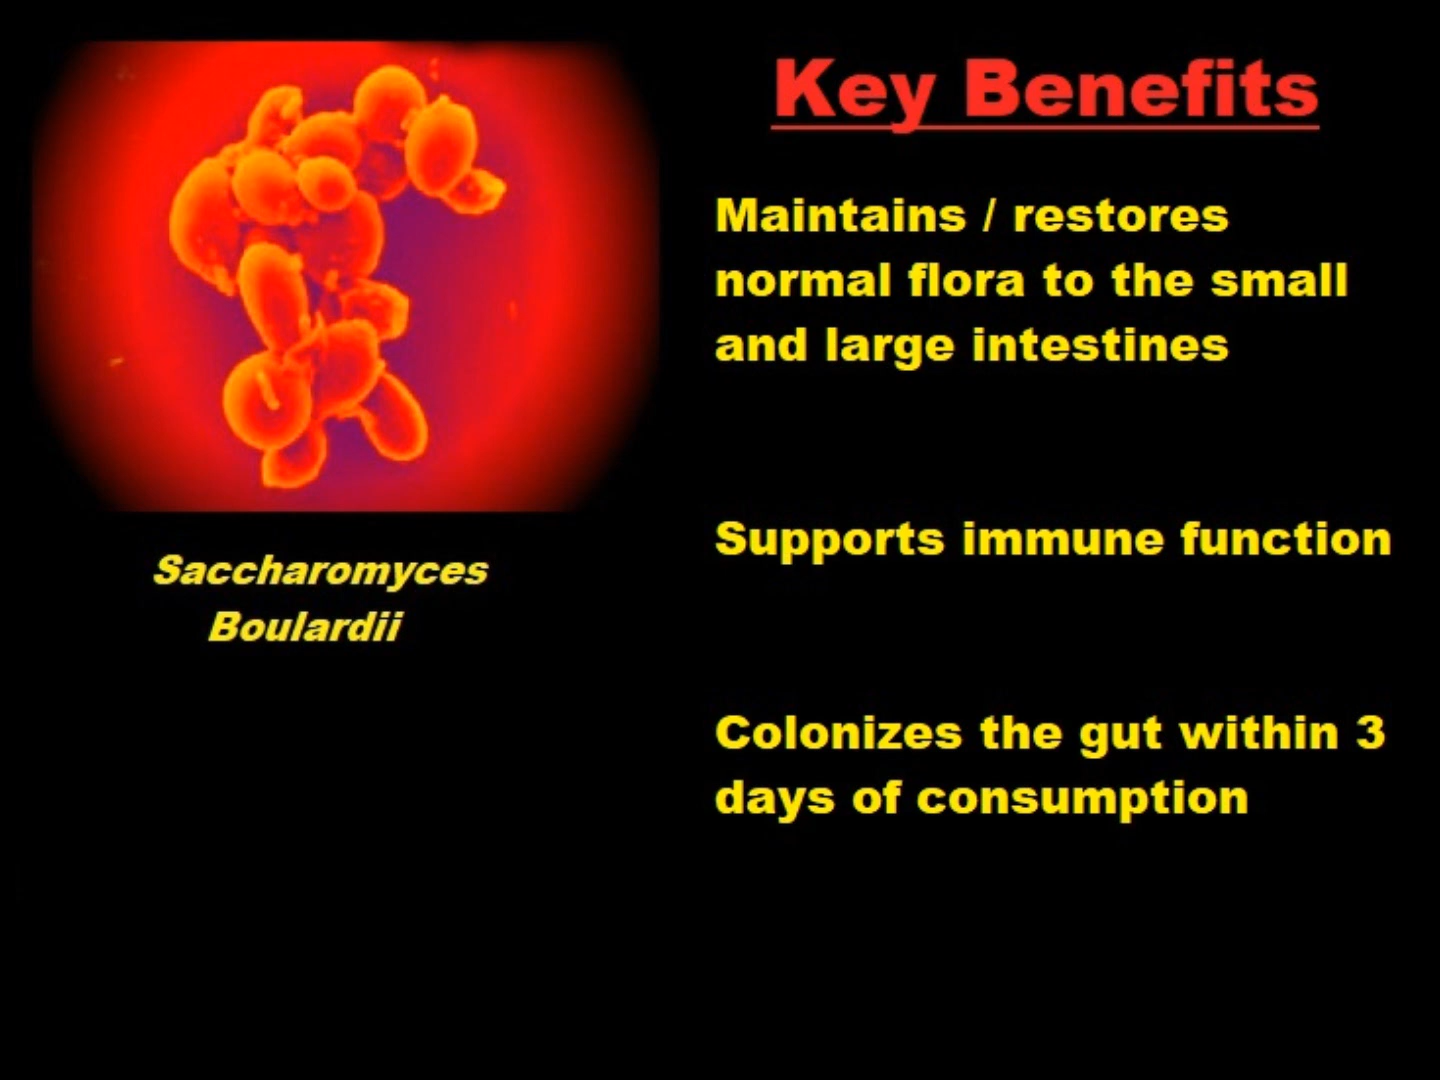 Key Benefits
Maintains / restores
normal flora to the small
and large intestines
Supports immune function
Colonizes the gut within 3
days of consumption
Saccharomyces
Boulardii